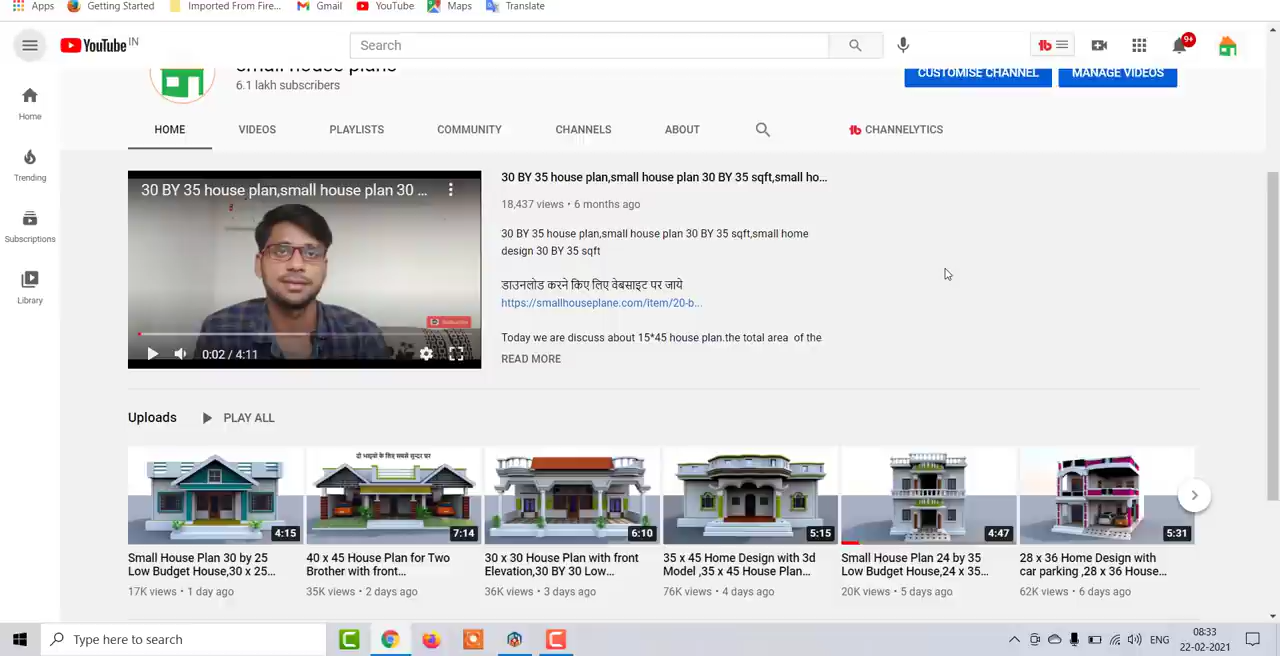 Apps Getting Started Imported From Fire... Gmail YouTube Maps Translate
YouTube IN Search 9+
small house plane
6.1 lakh subscribers
CUSTOMISE CHANNEL MANAGE VIDEOS
Home
Trending
Subscriptions
Library
HOME VIDEOS PLAYLISTS COMMUNITY CHANNELS ABOUT CHANNELYTICS
30 BY 35 house plan,small house plan 30 ...
0:02 / 4:11
30 BY 35 house plan,small house plan 30 BY 35 sqft,small ho...
18,437 views • 6 months ago
30 BY 35 house plan,small house plan 30 BY 35 sqft,small home
design 30 BY 35 sqft
डाउनलोड करने किए लिए वेबसाइट पर जाये
https://smallhouseplane.com/item/20-b...
Today we are discuss about 15*45 house plan.the total area of the
READ MORE
Uploads PLAY ALL
4:15
Small House Plan 30 by 25
Low Budget House,30 x 25...
17K views • 1 day ago
दो भाइयो के लिए सबसे सुन्दर घर
7:14
40 x 45 House Plan for Two
Brother with front...
35K views • 2 days ago
6:10
30 x 30 House Plan with front
Elevation,30 BY 30 Low...
36K views • 3 days ago
5:15
35 x 45 Home Design with 3d
Model ,35 x 45 House Plan...
76K views • 4 days ago
4:47
Small House Plan 24 by 35
Low Budget House,24 x 35...
20K views • 5 days ago
5:31
28 x 36 Home Design with
car parking ,28 x 36 House...
62K views • 6 days ago
Type here to search
ENG
08:33
22-02-2021